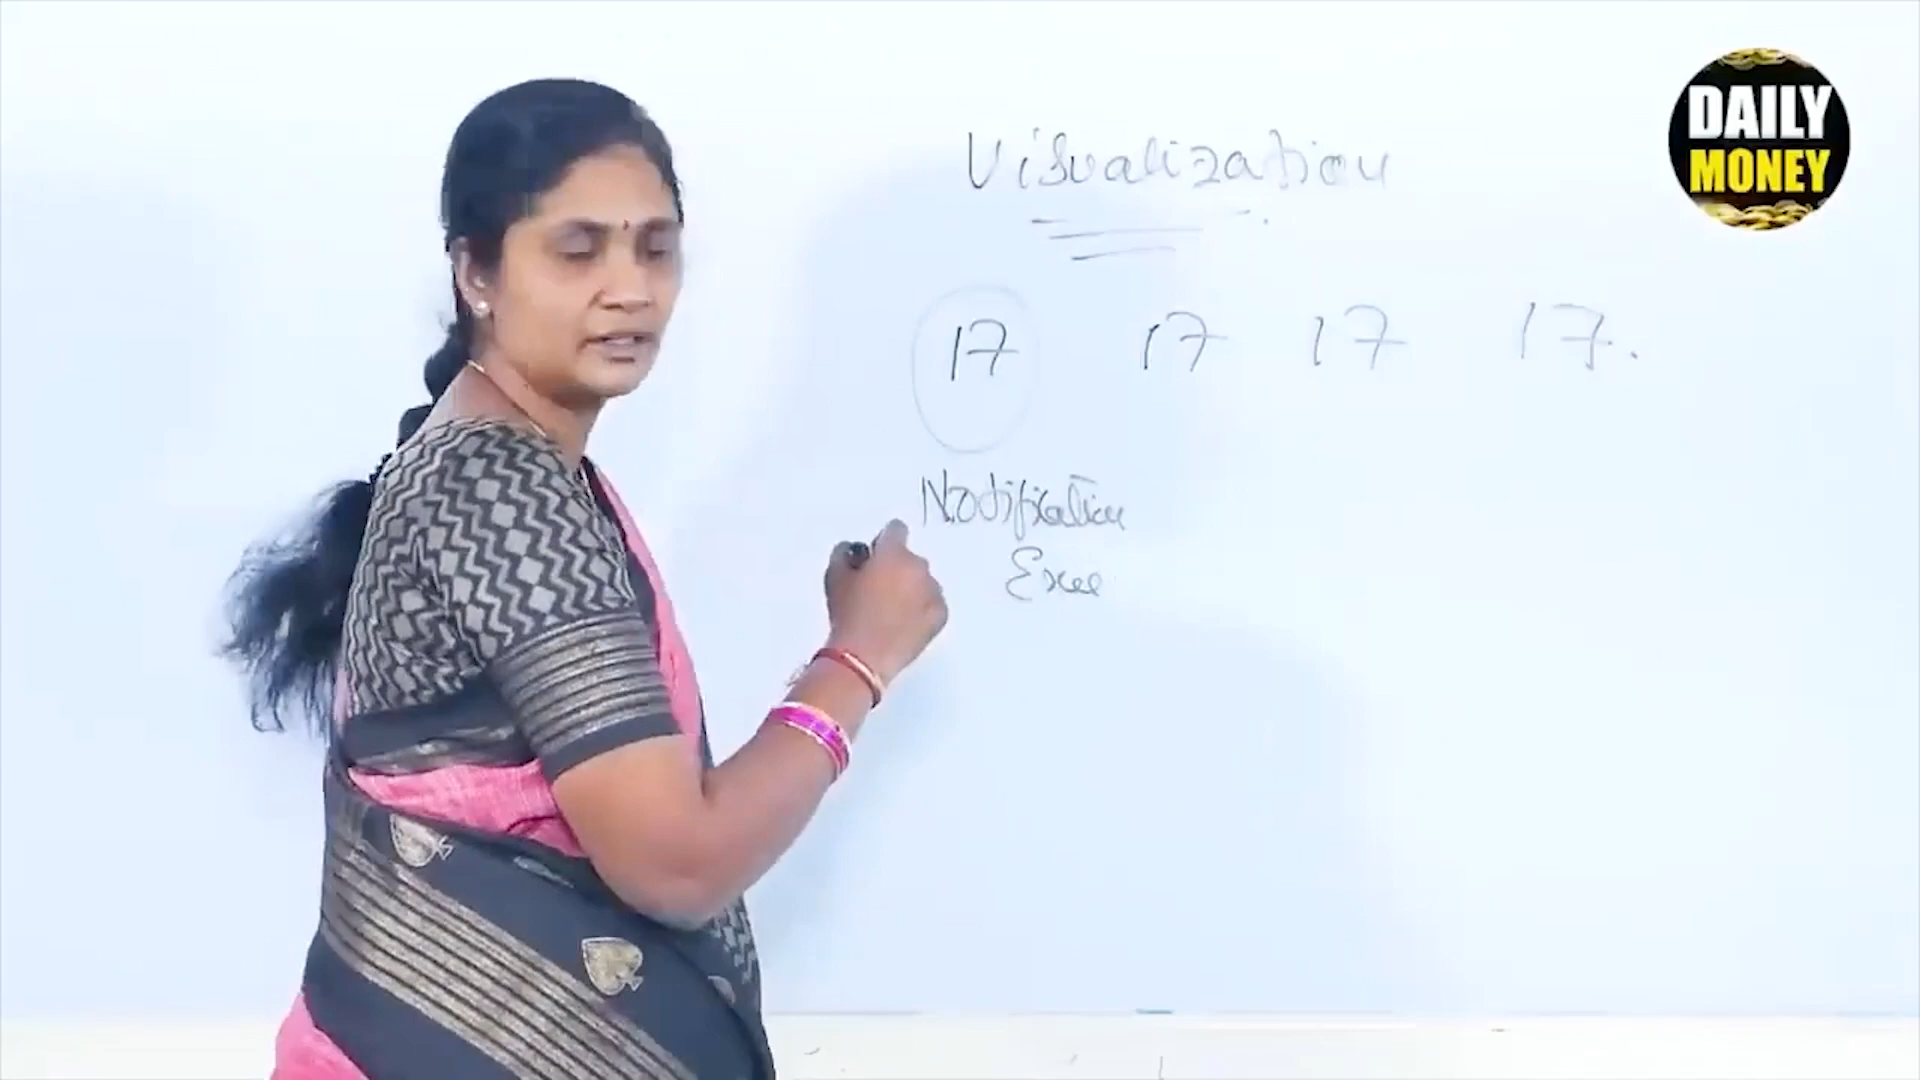 Visualization
17 17 17 17.
Notification
DAILY
MONEY